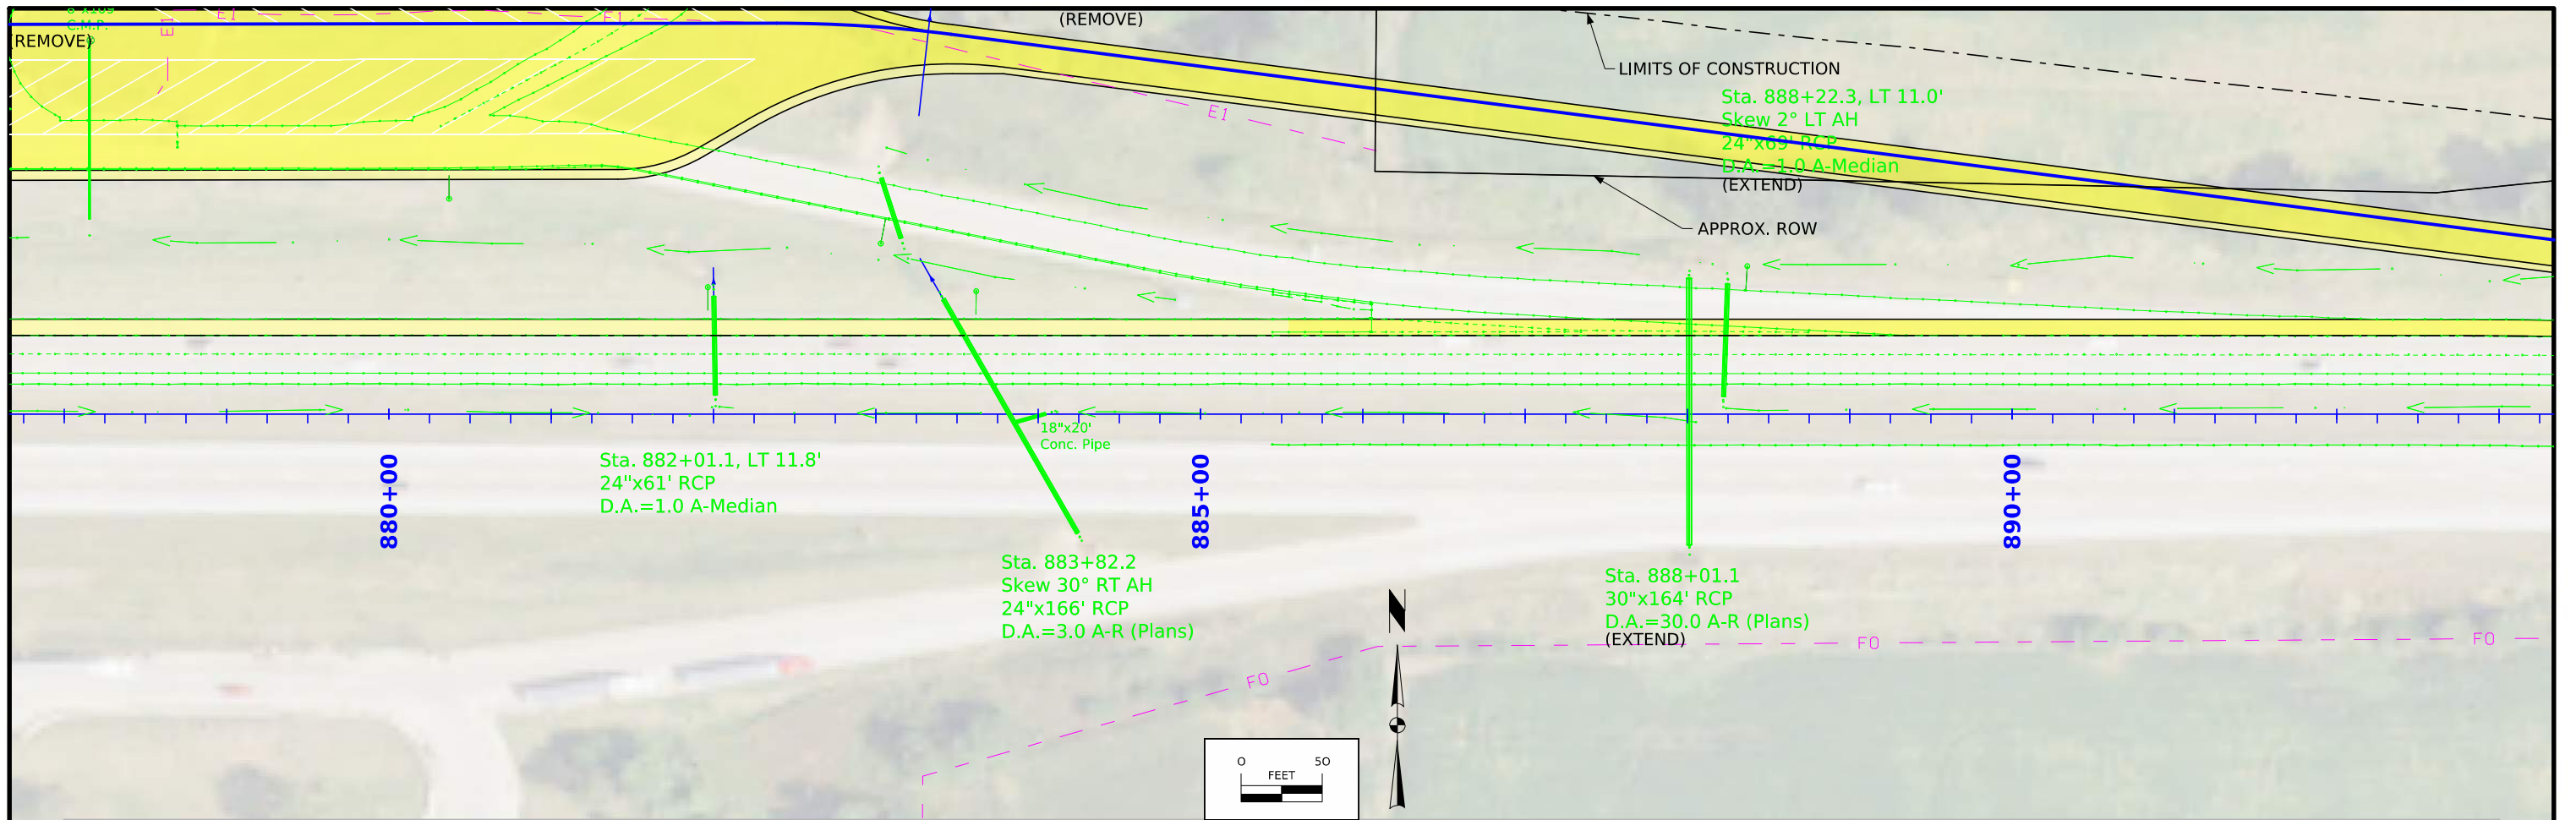 C.M.P.
(REMOVE)
E1
E1
E1
(REMOVE)
E1
LIMITS OF CONSTRUCTION
Sta. 888+22.3, LT 11.0'
Skew 2° LT AH
24"x69' RCP
D.A.=1.0 A-Median
(EXTEND)
APPROX. ROW
18"x20'
Conc. Pipe
880+00
885+00
890+00
Sta. 882+01.1, LT 11.8'
24"x61' RCP
D.A.=1.0 A-Median
Sta. 883+82.2
Skew 30° RT AH
24"x166' RCP
D.A.=3.0 A-R (Plans)
Sta. 888+01.1
30"x164' RCP
D.A.=30.0 A-R (Plans)
(EXTEND)
FO
FO
FO
N
0 50
FEET